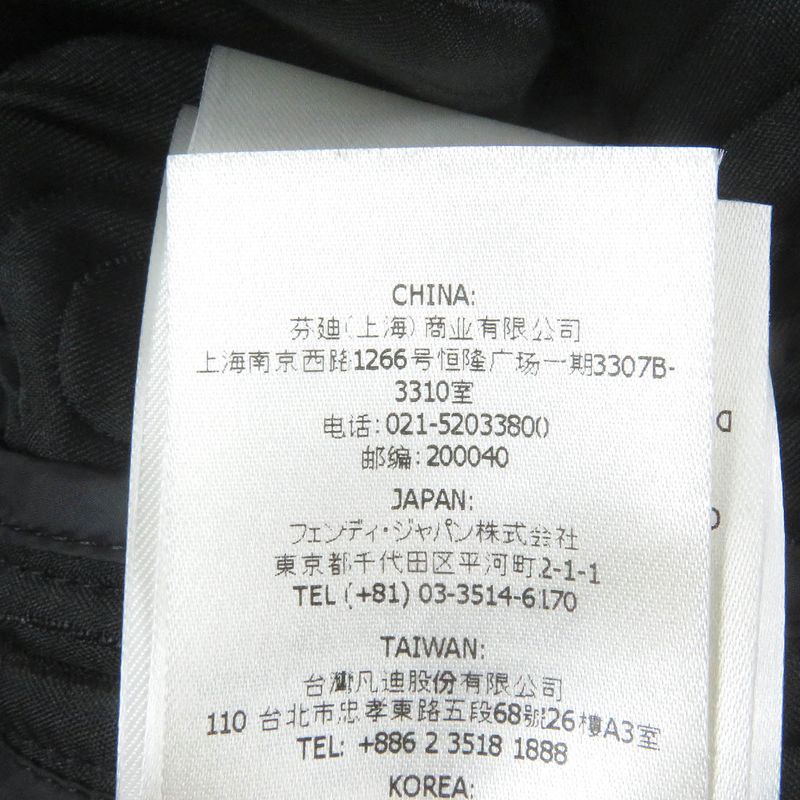 CHINA:
芬迪(上海)商业有限公司
上海南京西路1266号恒隆广场一期3307B-
3310室
电话: 021-52033800
邮编: 200040
JAPAN:
フェンディ・ジャパン株式会社
東京都千代田区平河町2-1-1
TEL (+81) 03-3514-6170
TAIWAN:
台灣凡迪股份有限公司
110 台北市忠孝東路五段68號26樓A3室
TEL: +886 2 3518 1888
KOREA: